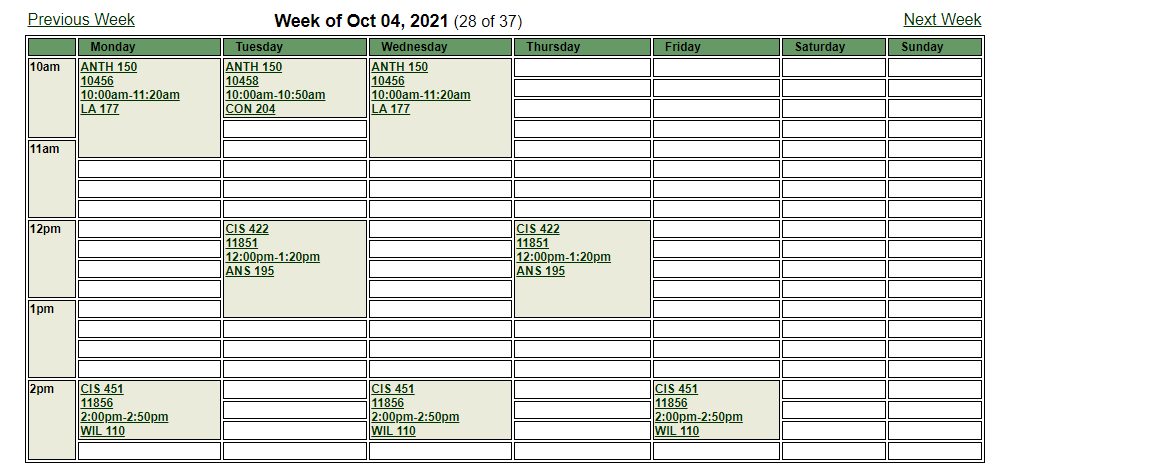 Previous Week Week of Oct 04, 2021 (28 of 37) Next Week
Monday Tuesday Wednesday Thursday Friday Saturday Sunday
10am
ANTH 150
10456
10:00am-11:20am
LA 177
ANTH 150
10458
10:00am-10:50am
CON 204
ANTH 150
10456
10:00am-11:20am
LA 177
11am
12pm
CIS 422
11851
12:00pm-1:20pm
ANS 195
CIS 422
11851
12:00pm-1:20pm
ANS 195
1pm
2pm
CIS 451
11856
2:00pm-2:50pm
WIL 110
CIS 451
11856
2:00pm-2:50pm
WIL 110
CIS 451
11856
2:00pm-2:50pm
WIL 110